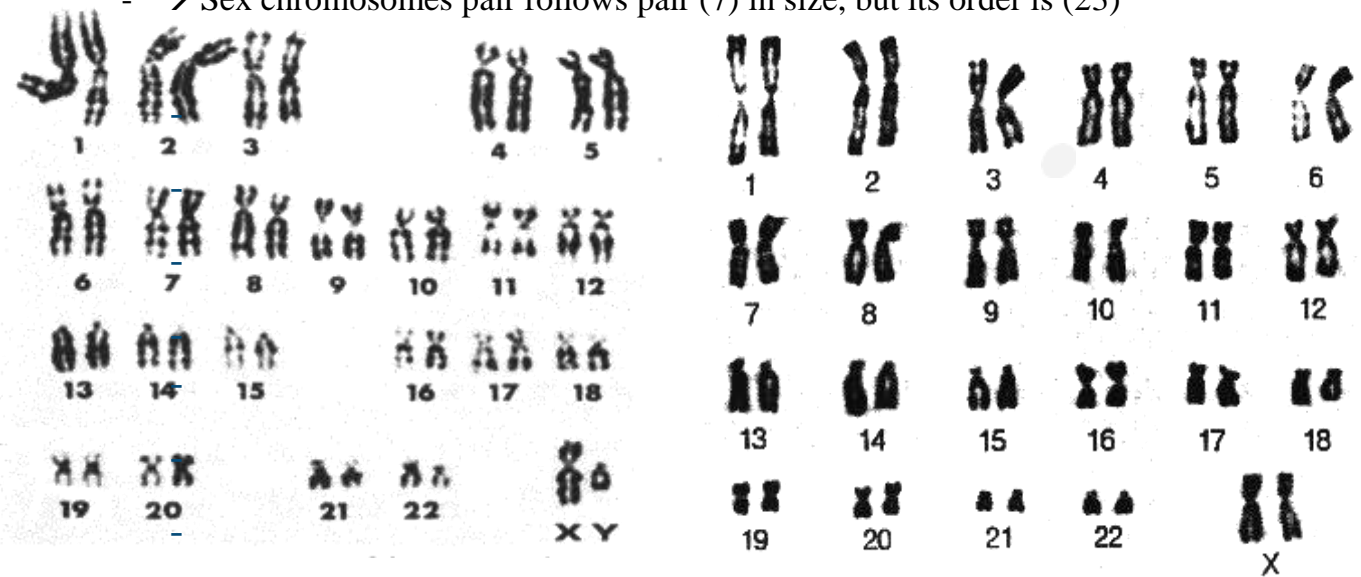 - ➔ Sex chromosomes pair follows pair (7) in size, but its order is (23)
1 2 3 4 5
6 7 8 9 10 11 12
13 14 15 16 17 18
19 20 21 22 X Y
1 2 3 4 5 6
7 8 9 10 11 12
13 14 15 16 17 18
19 20 21 22 X